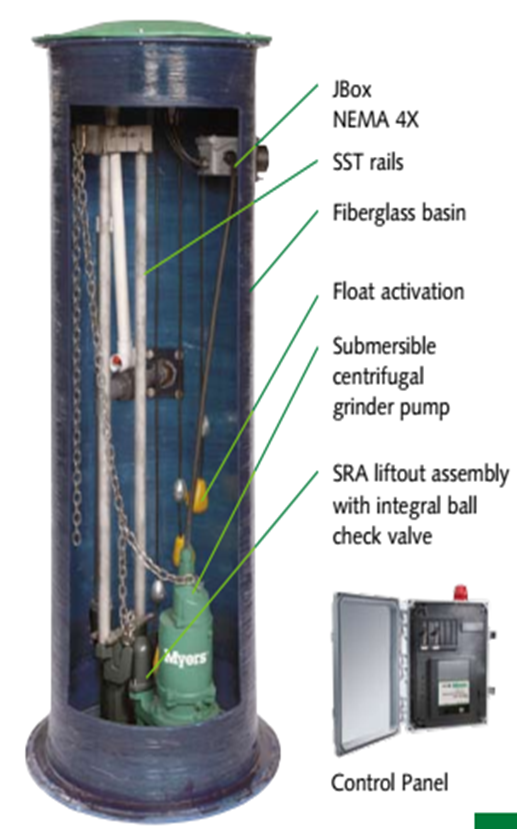 JBox
NEMA 4X
SST rails
Fiberglass basin
Float activation
Submersible
centrifugal
grinder pump
SRA liftout assembly
with integral ball
check valve
Myers
Control Panel